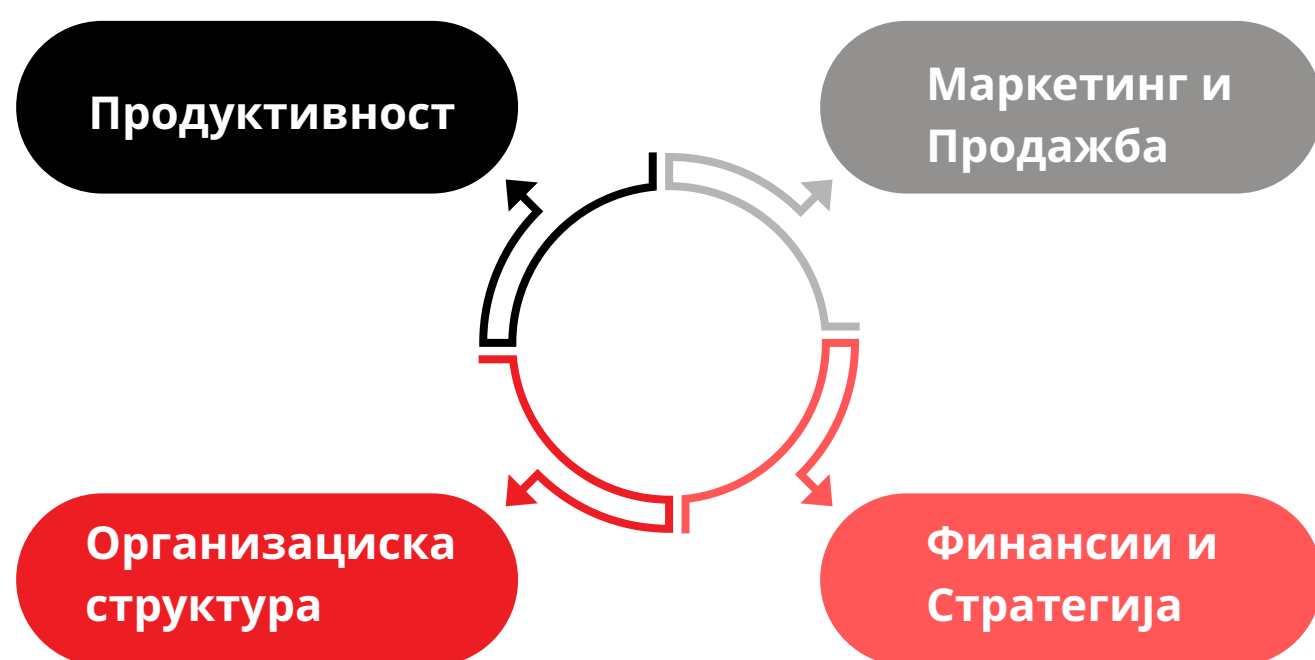 Продуктивност
Маркетинг и
Продажба
Организациска
структура
Финансии и
Стратегија